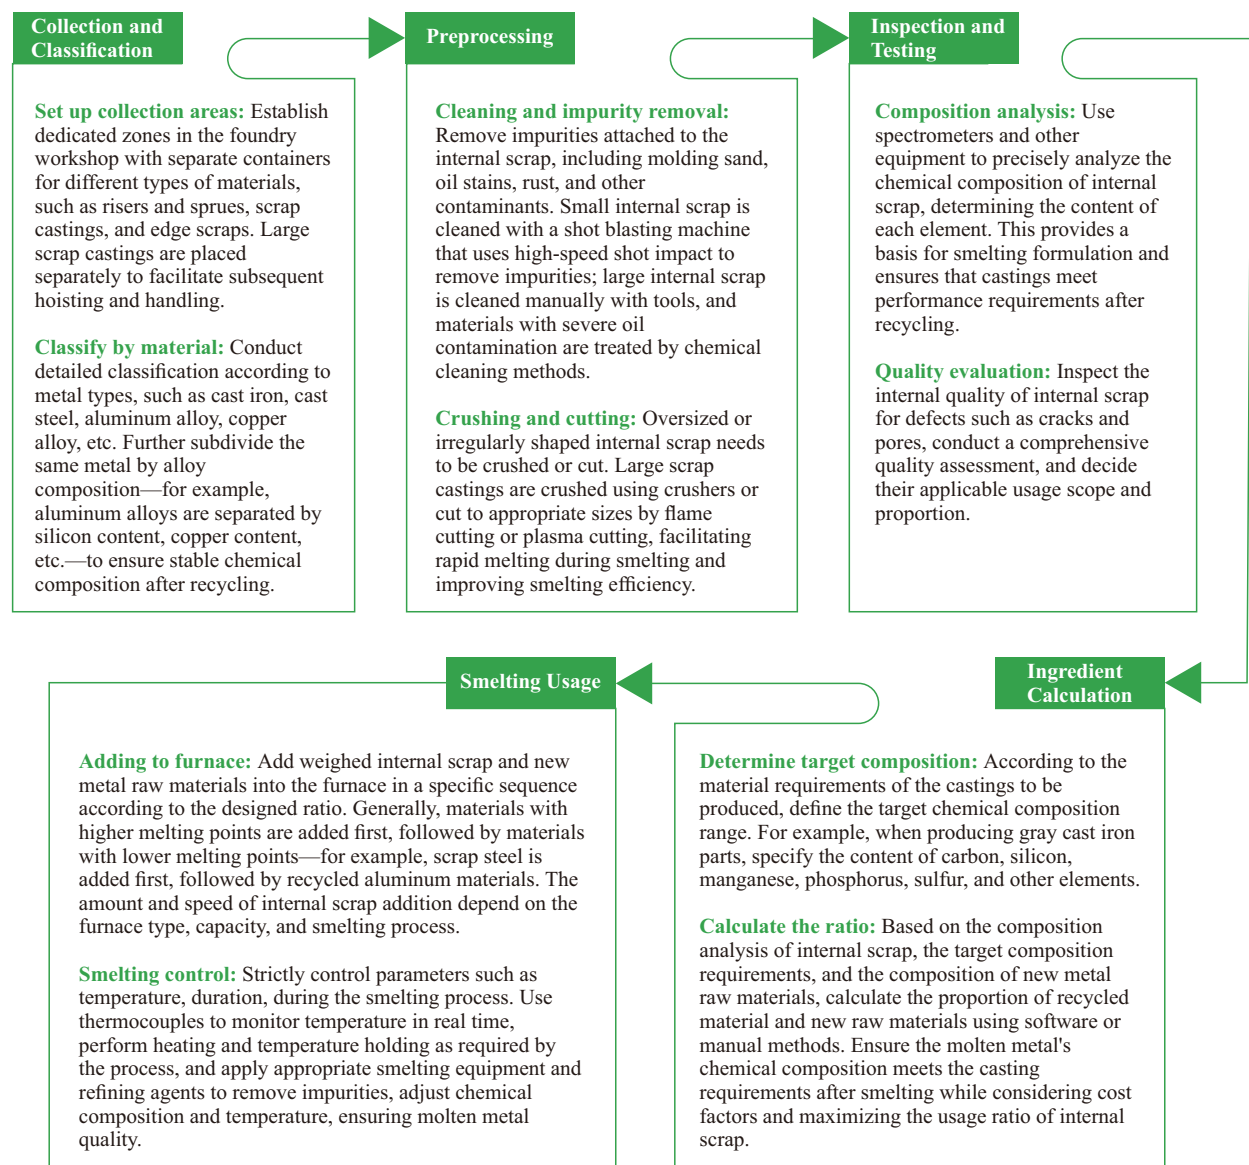 Collection and
Classification
Set up collection areas: Establish
dedicated zones in the foundry
workshop with separate containers
for different types of materials,
such as risers and sprues, scrap
castings, and edge scraps. Large
scrap castings are placed
separately to facilitate subsequent
hoisting and handling.
Classify by material: Conduct
detailed classification according to
metal types, such as cast iron, cast
steel, aluminum alloy, copper
alloy, etc. Further subdivide the
same metal by alloy
composition—for example,
aluminum alloys are separated by
silicon content, copper content,
etc.—to ensure stable chemical
composition after recycling.
Preprocessing
Cleaning and impurity removal:
Remove impurities attached to the
internal scrap, including molding sand,
oil stains, rust, and other
contaminants. Small internal scrap is
cleaned with a shot blasting machine
that uses high-speed shot impact to
remove impurities; large internal scrap
is cleaned manually with tools, and
materials with severe oil
contamination are treated by chemical
cleaning methods.
Crushing and cutting: Oversized or
irregularly shaped internal scrap needs
to be crushed or cut. Large scrap
castings are crushed using crushers or
cut to appropriate sizes by flame
cutting or plasma cutting, facilitating
rapid melting during smelting and
improving smelting efficiency.
Inspection and
Testing
Composition analysis: Use
spectrometers and other
equipment to precisely analyze the
chemical composition of internal
scrap, determining the content of
each element. This provides a
basis for smelting formulation and
ensures that castings meet
performance requirements after
recycling.
Quality evaluation: Inspect the
internal quality of internal scrap
for defects such as cracks and
pores, conduct a comprehensive
quality assessment, and decide
their applicable usage scope and
proportion.
Ingredient
Calculation
Determine target composition: According to the
material requirements of the castings to be
produced, define the target chemical composition
range. For example, when producing gray cast iron
parts, specify the content of carbon, silicon,
manganese, phosphorus, sulfur, and other elements.
Calculate the ratio: Based on the composition
analysis of internal scrap, the target composition
requirements, and the composition of new metal
raw materials, calculate the proportion of recycled
material and new raw materials using software or
manual methods. Ensure the molten metal's
chemical composition meets the casting
requirements after smelting while considering cost
factors and maximizing the usage ratio of internal
scrap.
Smelting Usage
Adding to furnace: Add weighed internal scrap and new
metal raw materials into the furnace in a specific sequence
according to the designed ratio. Generally, materials with
higher melting points are added first, followed by materials
with lower melting points—for example, scrap steel is
added first, followed by recycled aluminum materials. The
amount and speed of internal scrap addition depend on the
furnace type, capacity, and smelting process.
Smelting control: Strictly control parameters such as
temperature, duration, during the smelting process. Use
thermocouples to monitor temperature in real time,
perform heating and temperature holding as required by
the process, and apply appropriate smelting equipment and
refining agents to remove impurities, adjust chemical
composition and temperature, ensuring molten metal
quality.